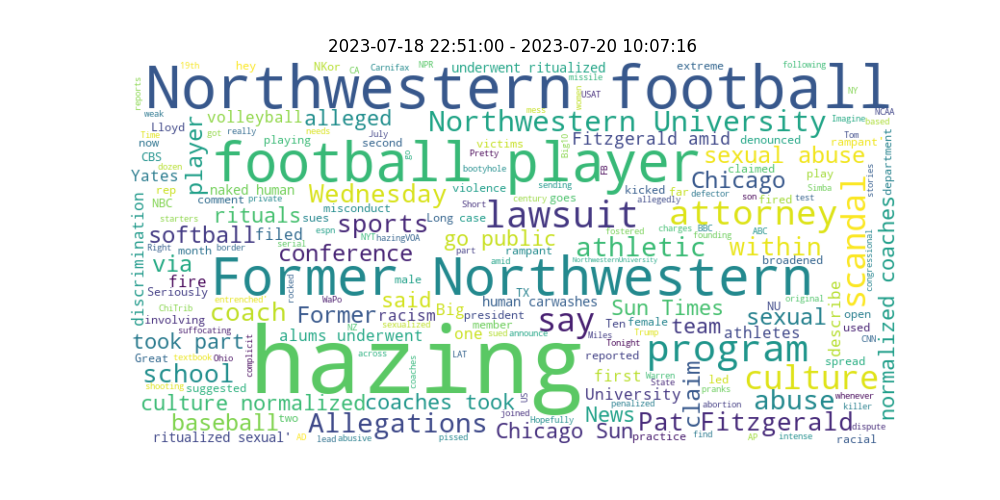 2023-07-18 22:51:00 - 2023-07-20 10:07:16
11th hey NKor CA Carnifax NPR underwent ritualized extreme following
Northwestern football
reports missile women USAT NY
weak Lloyd volleyball alleged Northwestern University mess Imagine NCAA based
Time now got really playing needs July second go victims Big10 Fitzgerald amid denounced Tom rampant
CBS dozen player football player Pretty bootyhole FB sexual abuse department
Yates naked human violence sending kicked far Chicago claimed play
NBC rep comment private Wednesday Short century goes allegedly defector son fired test Simba stories
starters rituals sues misconduct Long case lawsuit attorney scandal
discrimination softball filed espn sports fostered charges BBC founding ABC
Right month border serial NYT hazingVOA part go public rampant athletic within congressional
via conference amid NorthwesternUniversity broadened
fire Seriously rocked Former Northwestern male TX original
entrenched WaPo said human carwashes Sun Times NU describe normalized coaches
ChiTrib coach Former racism Big president sexual open
involving suffocating NZ sexualized member Ten female team athletes used
took part complicit alums underwent one sued announce Miles Trump CNN
Great textbook Ohio across LAT Tonight reported program spread
school hazing say first Warren led culture
shooting suggested coaches US State claim pranks whenever
culture normalized coaches took University abortion abuse killer
baseball two Allegations joined penalized News Pat Fitzgerald dispute
ritualized sexual' AD lead abusive pissed Chicago Sun Hopefully practice find AP intense racial